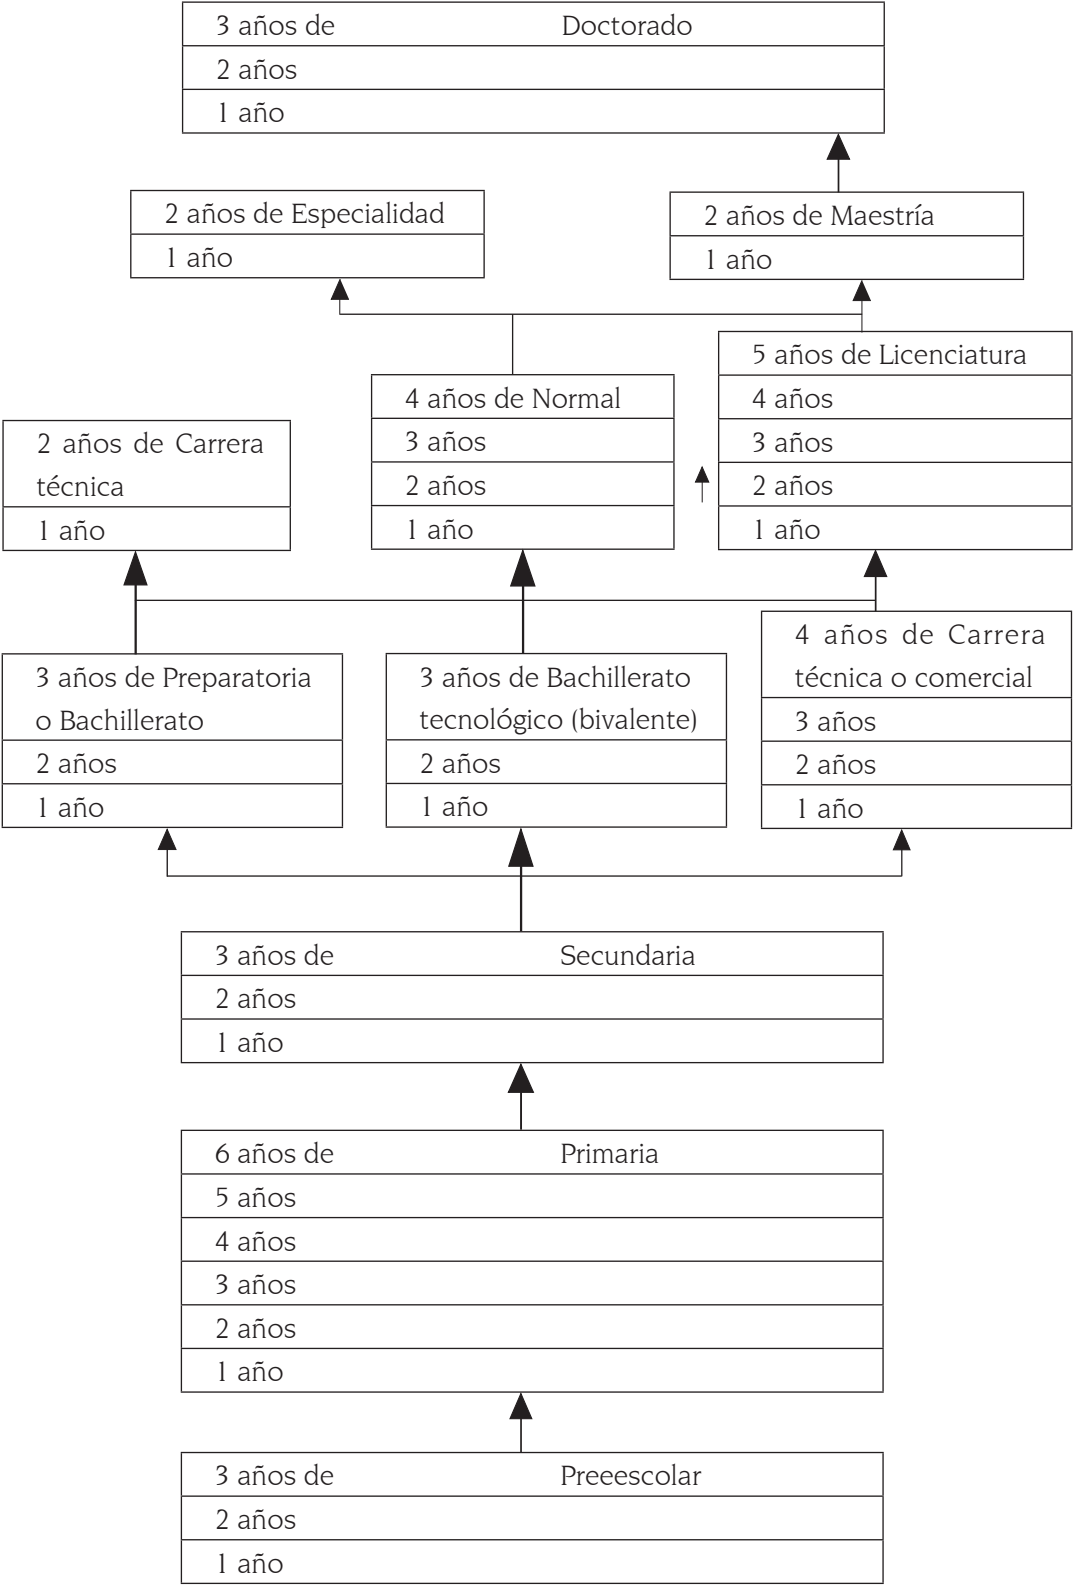 3 años de Doctorado
2 años
1 año
2 años de Especialidad
1 año
2 años de Maestría
1 año
5 años de Licenciatura
4 años
3 años
2 años
1 año
4 años de Normal
3 años
2 años
1 año
2 años de Carrera
técnica
1 año
3 años de Preparatoria
o Bachillerato
2 años
1 año
3 años de Bachillerato
tecnológico (bivalente)
2 años
1 año
4 años de Carrera
técnica o comercial
3 años
2 años
1 año
3 años de Secundaria
2 años
1 año
6 años de Primaria
5 años
4 años
3 años
2 años
1 año
3 años de Preeescolar
2 años
1 año